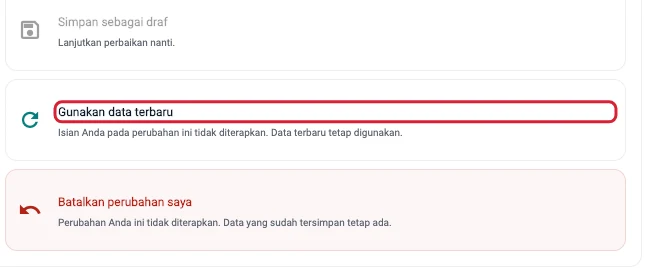 Simpan sebagai draf
Lanjutkan perbaikan nanti.
Gunakan data terbaru
Isian Anda pada perubahan ini tidak diterapkan. Data terbaru tetap digunakan.
Batalkan perubahan saya
Perubahan Anda ini tidak diterapkan. Data yang sudah tersimpan tetap ada.